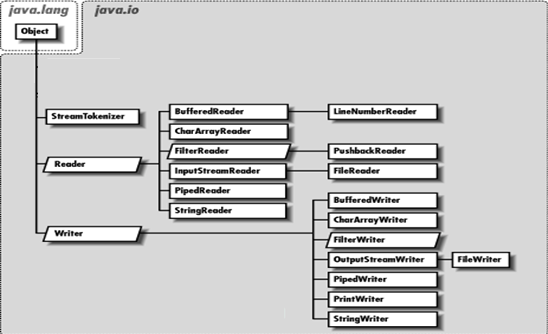 java.lang
java.io
Object
StreamTokenizer
BufferedReader
LineNumberReader
CharArrayReader
FilterReader
PushbackReader
Reader
InputStreamReader
FileReader
PipedReader
BufferedWriter
StringReader
CharArrayWriter
Writer
FilterWriter
OutputStreamWriter
FileWriter
PipedWriter
PrintWriter
StringWriter